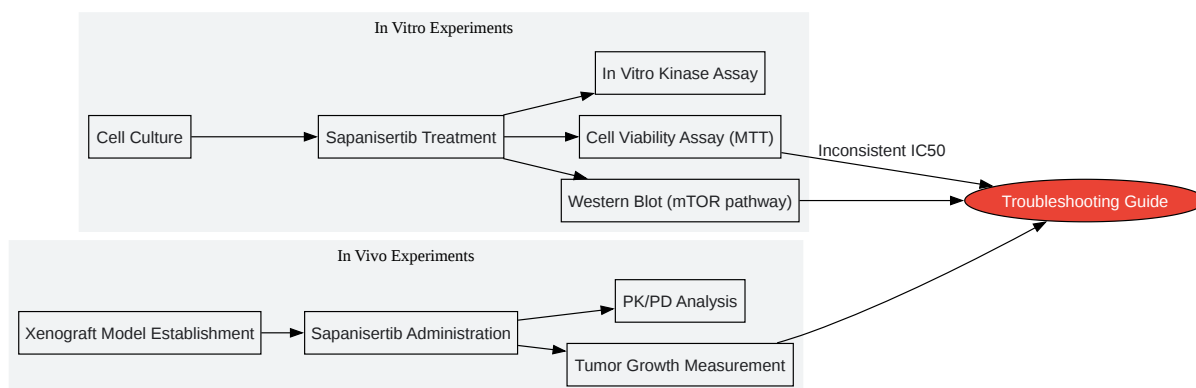 In Vitro Experiments
In Vitro Kinase Assay
Cell Culture
Sapanisertib Treatment
Cell Viability Assay (MTT)
Inconsistent IC50
Western Blot (mTOR pathway)
Troubleshooting Guide
In Vivo Experiments
PK/PD Analysis
Xenograft Model Establishment
Sapanisertib Administration
Tumor Growth Measurement